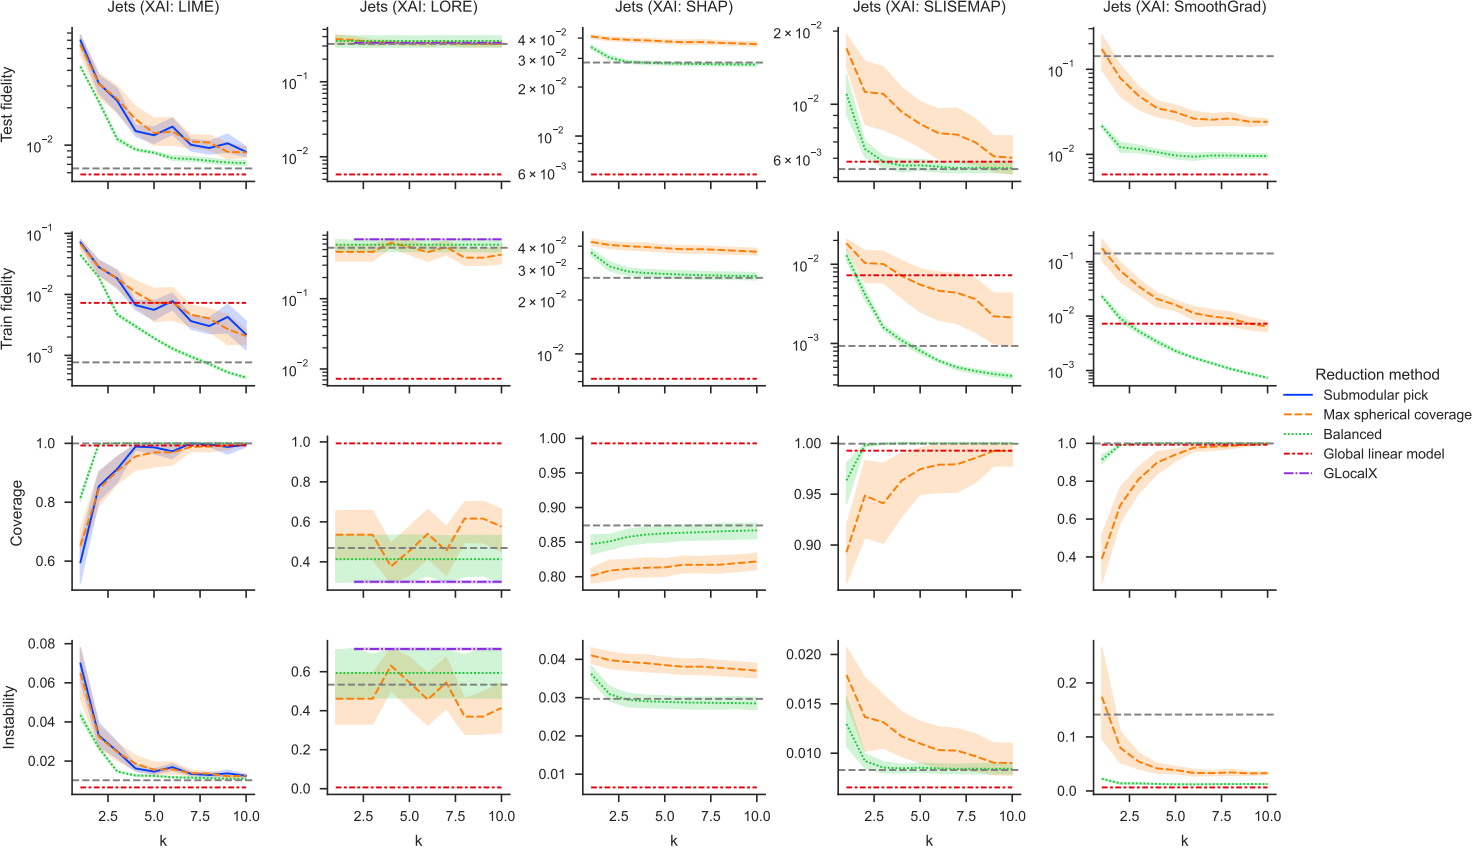 Jets (XAI: LIME) Jets (XAI: LORE) Jets (XAI: SHAP) Jets (XAI: SLISEMAP) Jets (XAI: SmoothGrad)
Test fidelity
10⁻²
10⁻¹
10⁻²
4 × 10⁻²
3 × 10⁻²
2 × 10⁻²
10⁻²
6 × 10⁻³
2 × 10⁻²
10⁻²
6 × 10⁻³
10⁻¹
10⁻²
Train fidelity
10⁻¹
10⁻²
10⁻³
10⁻¹
10⁻²
4 × 10⁻²
3 × 10⁻²
2 × 10⁻²
10⁻²
10⁻²
10⁻³
10⁻¹
10⁻²
10⁻³
Coverage
1.0
0.8
0.6
1.0
0.8
0.6
0.4
1.00
0.95
0.90
0.85
0.80
1.00
0.95
0.90
1.0
0.8
0.6
0.4
Instability
0.08
0.06
0.04
0.02
0.6
0.4
0.2
0.0
0.04
0.03
0.02
0.01
0.020
0.015
0.010
0.2
0.1
0.0
2.5 5.0 7.5 10.0 2.5 5.0 7.5 10.0 2.5 5.0 7.5 10.0 2.5 5.0 7.5 10.0 2.5 5.0 7.5 10.0
k k k k k
Reduction method
Submodular pick
Max spherical coverage
Balanced
Global linear model
GLocalX